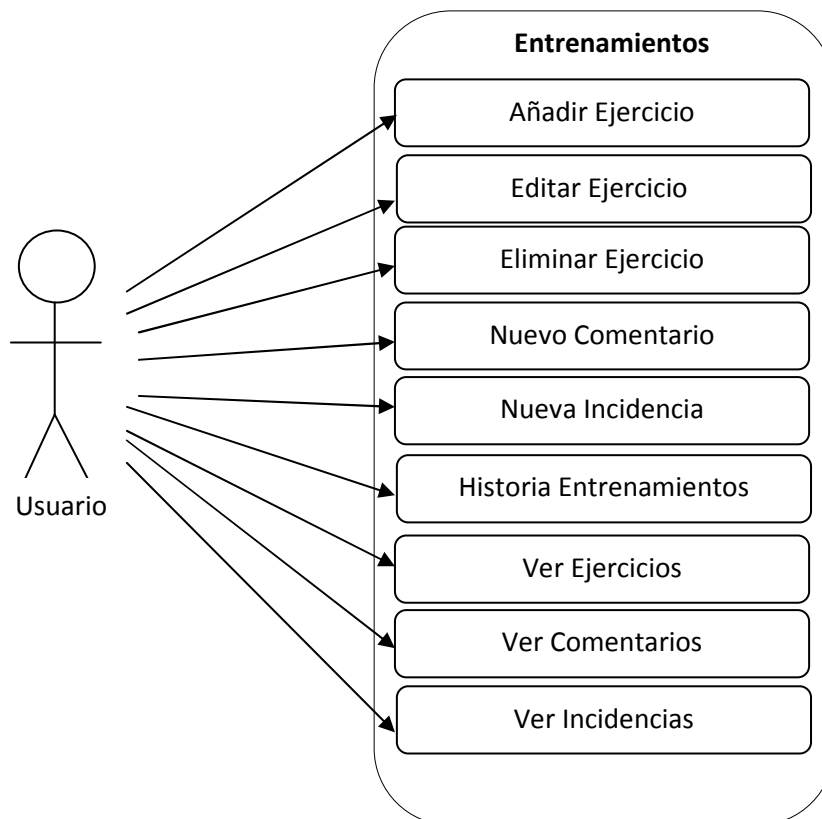 Entrenamientos
Añadir Ejercicio
Editar Ejercicio
Eliminar Ejercicio
Nuevo Comentario
Nueva Incidencia
Historia Entrenamientos
Usuario
Ver Ejercicios
Ver Comentarios
Ver Incidencias